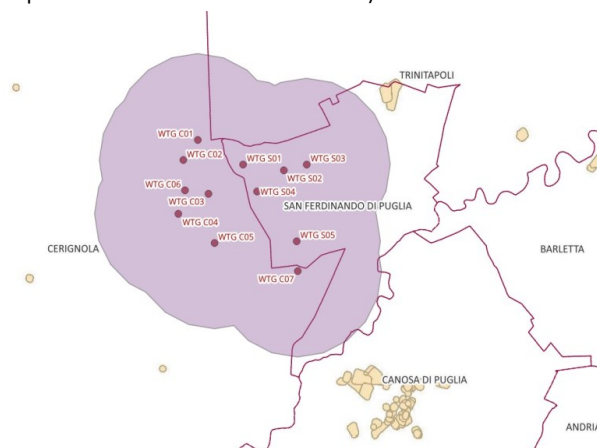 TRINITAPOLI
WTG C01
WTG C02
WTG S01
WTG S03
WTG S02
WTG C06
WTG S04
WTG C03
SAN FERDINANDO DI PUGLIA
WTG C04
WTG C05
WTG S05
CERIGNOLA
BARLETTA
WTG C07
CANOSA DI PUGLIA
ANDRIA